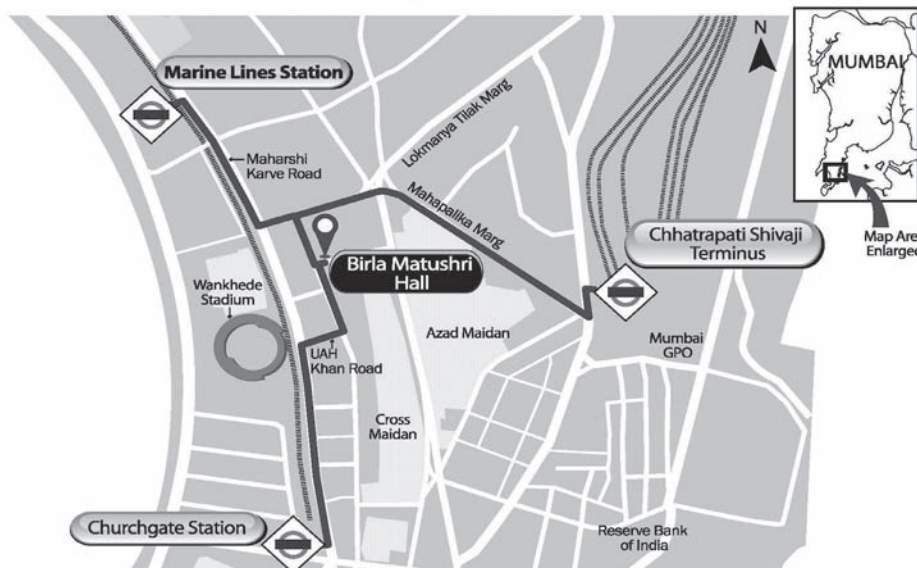 N
MUMBAI
Map Area
Enlarged
Marine Lines Station
Lokmanya Tilak Marg
Maharshi
Karve Road
Mahapalika Marg
Chhatrapati Shivaji
Terminus
Birla Matushri
Hall
Wankhede
Stadium
Azad Maidan
Mumbai
GPO
UAH
Khan Road
Cross
Maidan
Churchgate Station
Reserve Bank
of India